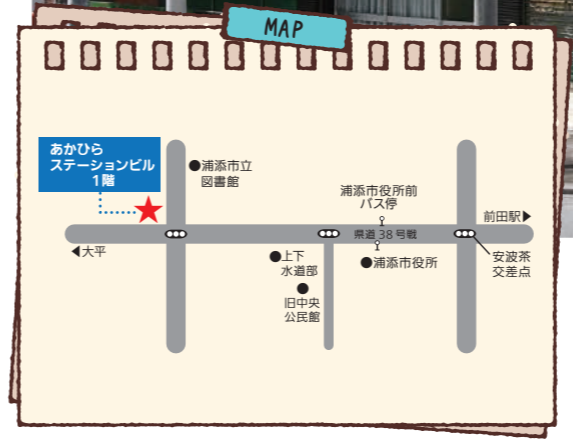 MAP
あかひら
ステーションビル
1階
●浦添市立
図書館
浦添市役所前
バス停
前田駅▶
県道38号戦
◀大平
●上下
水道部
●浦添市役所
安波茶
交差点
●
旧中央
公民館